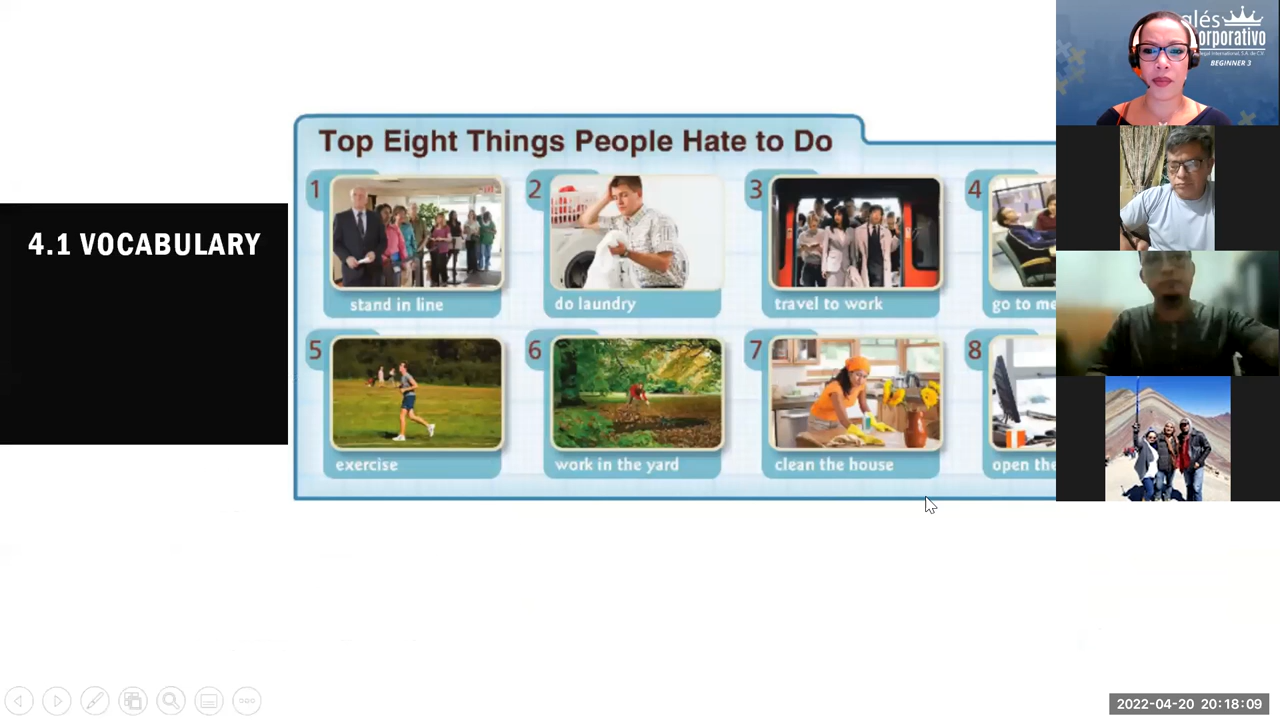 4.1 VOCABULARY
Top Eight Things People Hate to Do
1
2
3
4
stand in line
do laundry
travel to work
go to me
5
6
7
8
exercise
work in the yard
clean the house
open the
glés
orporativo
BEGINNER 3
2022-04-20 20:18:09